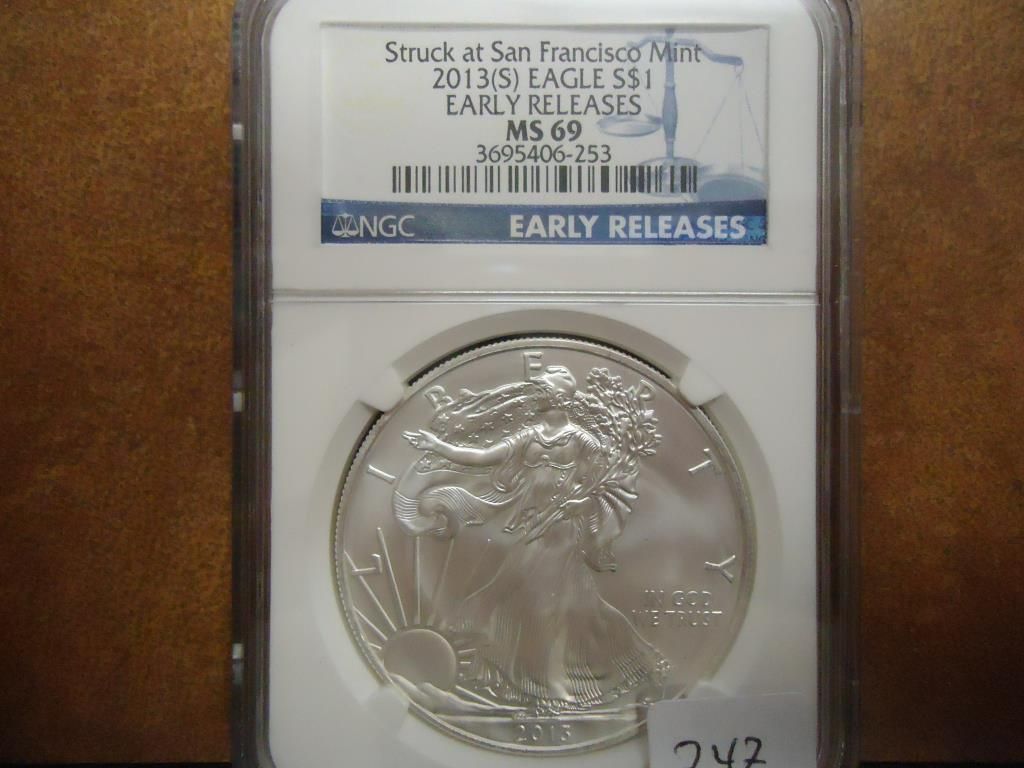 Struck at San Francisco Mint
2013(S) EAGLE S$1
EARLY RELEASES
MS 69
3695406-253
NGC EARLY RELEASES
LIBERTY
IN GOD
WE TRUST
2013